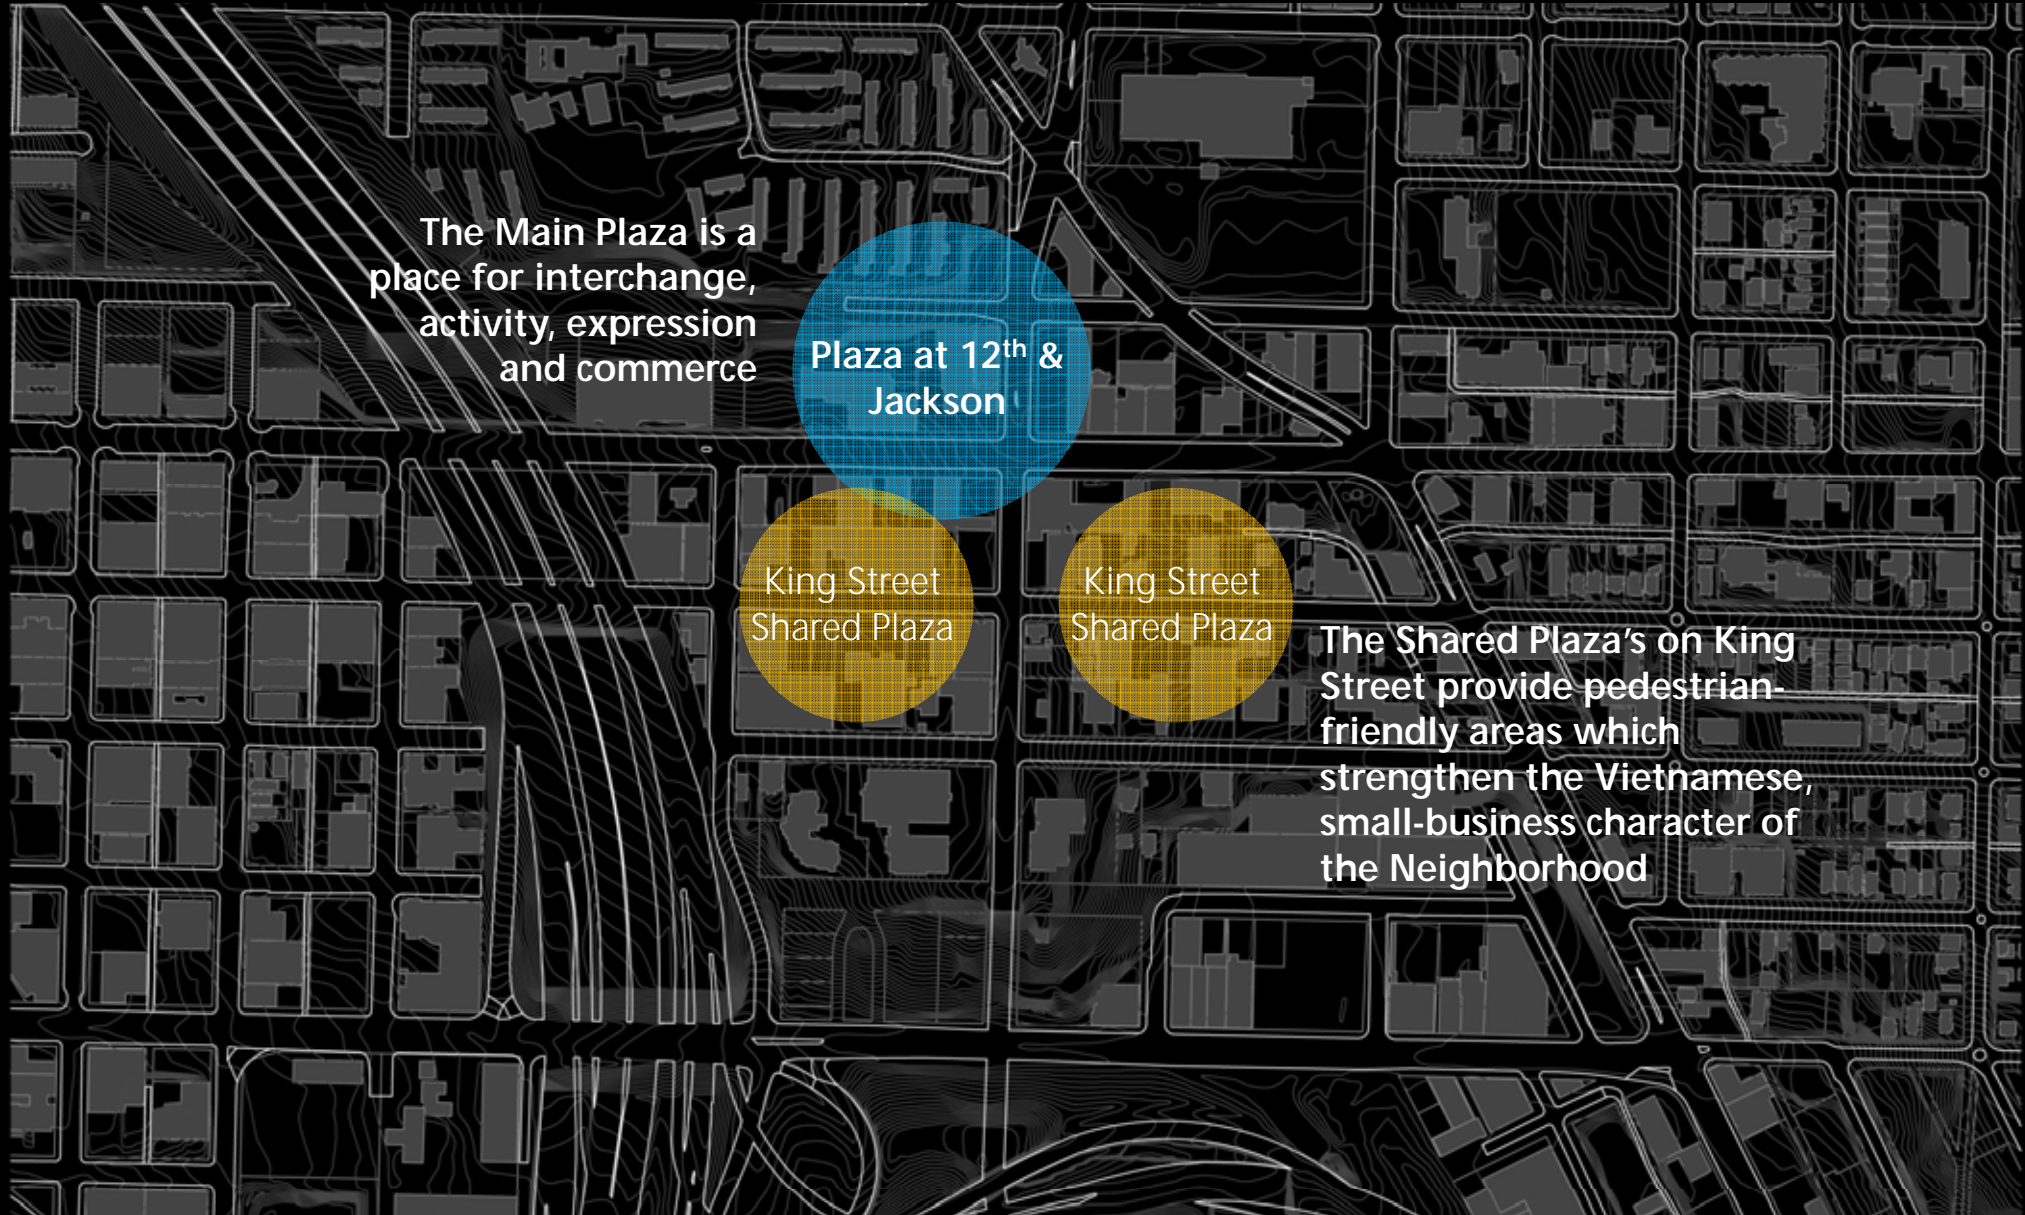 The Main Plaza is a
place for interchange,
activity, expression
and commerce
Plaza at 12th &
Jackson
King Street
Shared Plaza
King Street
Shared Plaza
The Shared Plaza’s on King
Street provide pedestrian-
friendly areas which
strengthen the Vietnamese,
small-business character of
the Neighborhood